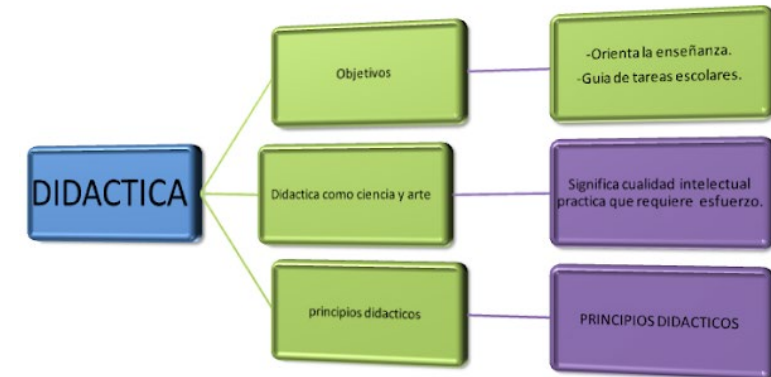 DIDACTICA
Objetivos
-Orienta la enseñanza.
-Guia de tareas escolares.
Didactica como ciencia y arte
Significa cualidad intelectual
practica que requiere esfuerzo.
principios didacticos
PRINCIPIOS DIDACTICOS